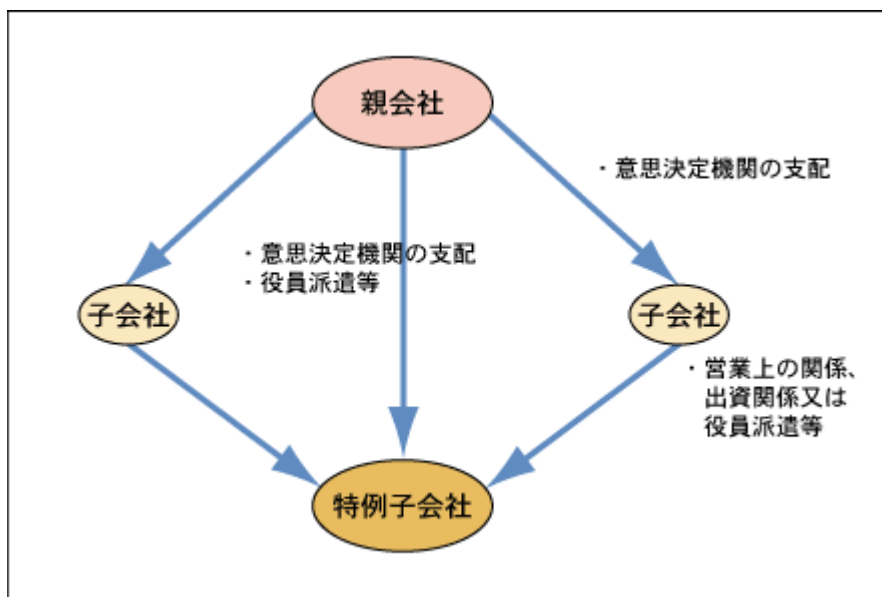 親会社
・意思決定機関の支配
・意思決定機関の支配
・役員派遣等
子会社
子会社
・営業上の関係、
出資関係又は
役員派遣等
特例子会社